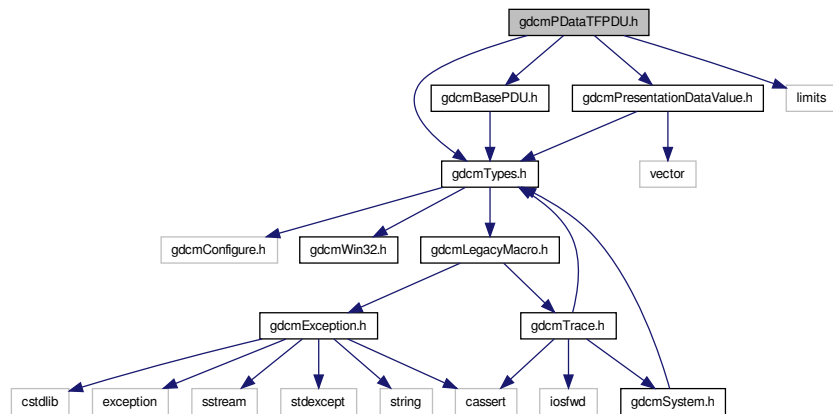 gdcmPDataTFPDU.h
gdcmBasePDU.h
gdcmPresentationDataValue.h
limits
gdcmTypes.h
vector
gdcmConfigure.h
gdcmWin32.h
gdcmLegacyMacro.h
gdcmException.h
gdcmTrace.h
cstdlib
exception
sstream
stdexcept
string
cassert
iosfwd
gdcmSystem.h